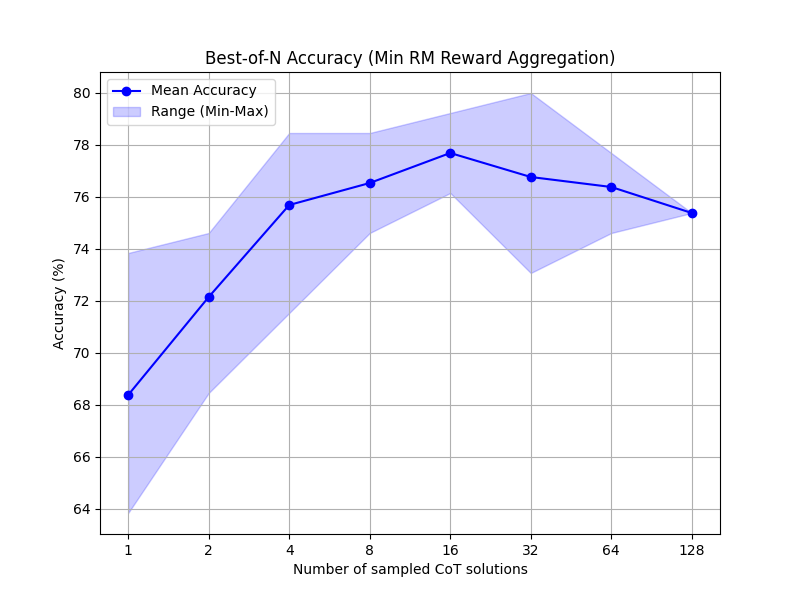 Best-of-N Accuracy (Min RM Reward Aggregation)
Mean Accuracy
Range (Min-Max)
Accuracy (%)
80
78
76
74
72
70
68
66
64
1 2 4 8 16 32 64 128
Number of sampled CoT solutions